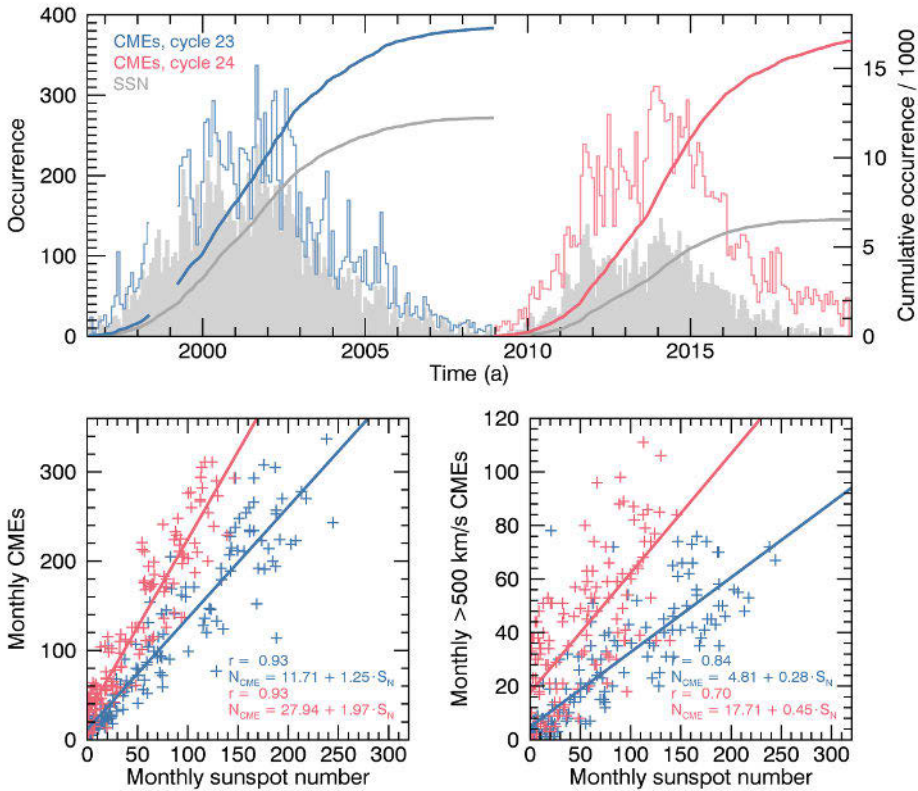 CMEs, cycle 23
CMEs, cycle 24
SSN
Occurrence
Cumulative occurrence / 1000
400
300
200
100
0
15
10
5
0
2000 2005 2010 2015
Time (a)
Monthly CMEs
300
200
100
0
r = 0.93
N_CME = 11.71 + 1.25·S_N
r = 0.93
N_CME = 27.94 + 1.97·S_N
0 50 100 150 200 250 300
Monthly sunspot number
Monthly >500 km/s CMEs
120
100
80
60
40
20
0
r = 0.84
N_CME = 4.81 + 0.28·S_N
r = 0.70
N_CME = 17.71 + 0.45·S_N
0 50 100 150 200 250 300
Monthly sunspot number